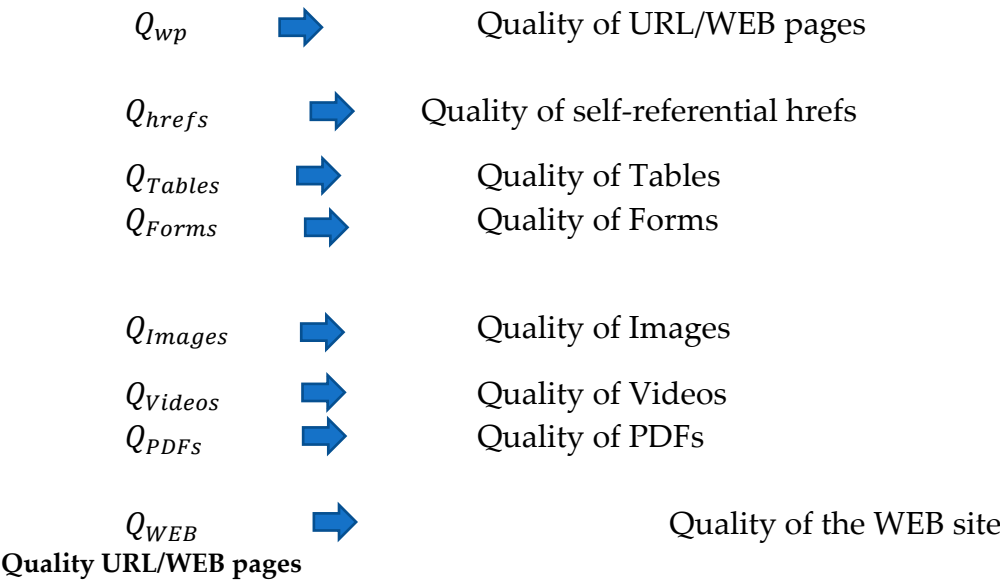 Q_wp Quality of URL/WEB pages
Q_hrefs Quality of self-referential hrefs
Q_Tables Quality of Tables
Q_Forms Quality of Forms
Q_Images Quality of Images
Q_Videos Quality of Videos
Q_PDFs Quality of PDFs
Q_WEB Quality of the WEB site
Quality URL/WEB pages